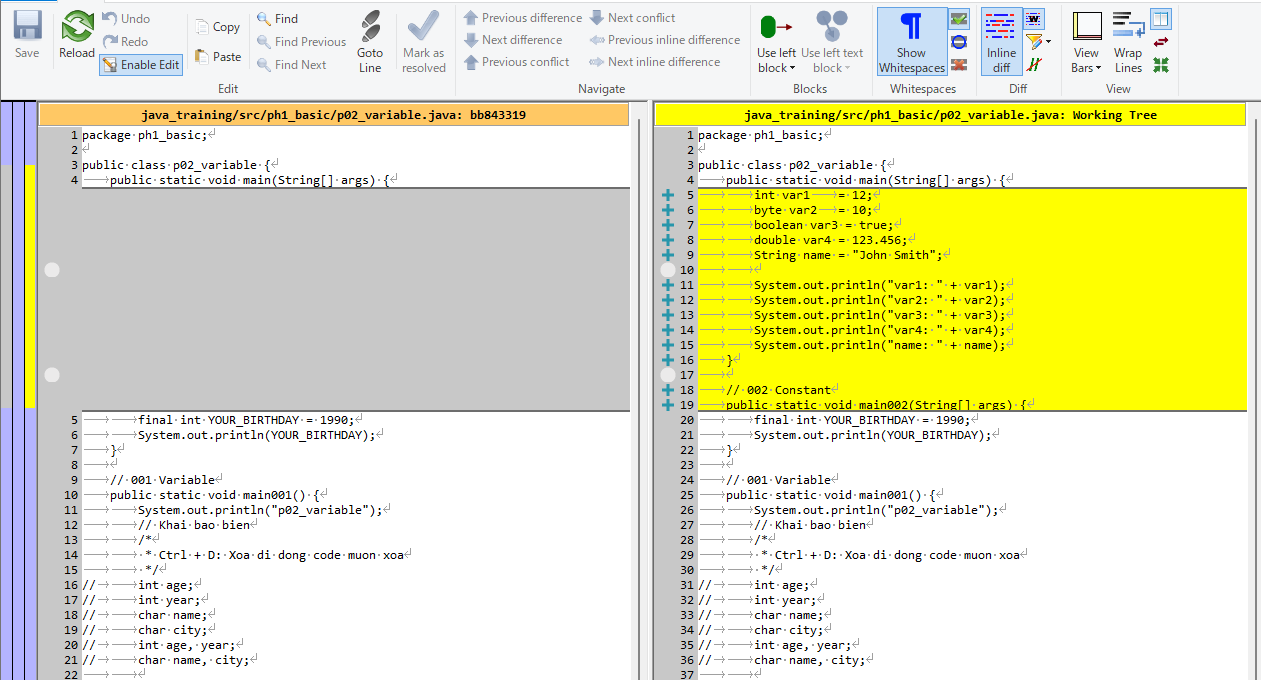 Save
Reload
Undo
Redo
Enable Edit
Copy
Paste
Find
Find Previous
Find Next
Goto Line
Edit
Mark as resolved
Previous difference
Next difference
Previous conflict
Next conflict
Previous inline difference
Next inline difference
Navigate
Use left block
Use left text block
Blocks
Show Whitespaces
Whitespaces
Inline diff
Diff
View Bars
Wrap Lines
View
java_training/src/ph1_basic/p02_variable.java: bb843319
1 package ph1_basic;
2
3 public class p02_variable {
4 public static void main(String[] args) {
5 final int YOUR_BIRTHDAY = 1990;
6 System.out.println(YOUR_BIRTHDAY);
7 }
8
9 // 001 Variable
10 public static void main001() {
11 System.out.println("p02_variable");
12 // Khai bao bien
13 /*
14 * Ctrl + D: Xoa di dong code muon xoa
15 */
16 // int age;
17 // int year;
18 // char name;
19 // char city;
20 // int age, year;
21 // char name, city;
22
java_training/src/ph1_basic/p02_variable.java: Working Tree
1 package ph1_basic;
2
3 public class p02_variable {
4 public static void main(String[] args) {
5 int var1 = 12;
6 byte var2 = 10;
7 boolean var3 = true;
8 double var4 = 123.456;
9 String name = "John Smith";
10
11 System.out.println("var1: " + var1);
12 System.out.println("var2: " + var2);
13 System.out.println("var3: " + var3);
14 System.out.println("var4: " + var4);
15 System.out.println("name: " + name);
16 }
17
18 // 002 Constant
19 public static void main002(String[] args) {
20 final int YOUR_BIRTHDAY = 1990;
21 System.out.println(YOUR_BIRTHDAY);
22 }
23
24 // 001 Variable
25 public static void main001() {
26 System.out.println("p02_variable");
27 // Khai bao bien
28 /*
29 * Ctrl + D: Xoa di dong code muon xoa
30 */
31 // int age;
32 // int year;
33 // char name;
34 // char city;
35 // int age, year;
36 // char name, city;
37